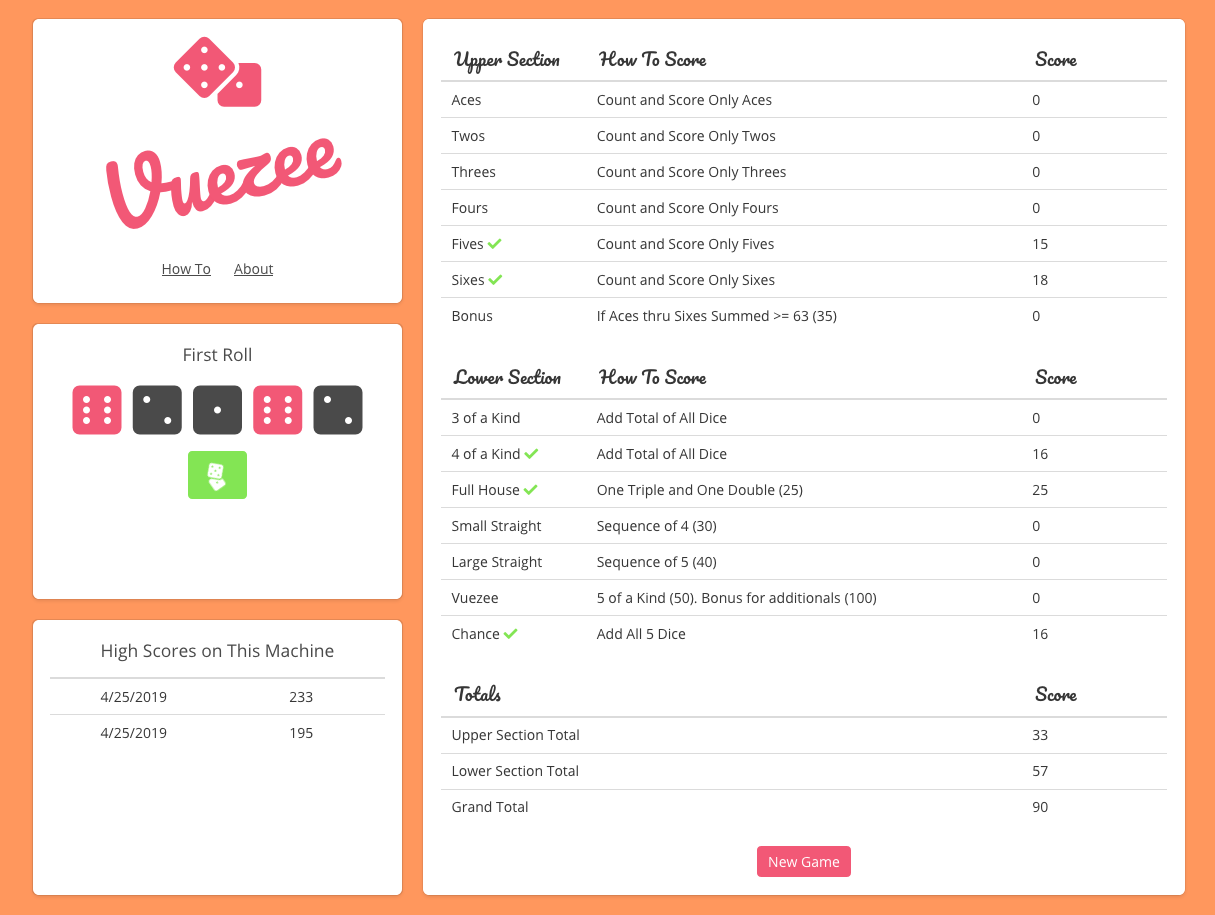 Vuezee
How To About
First Roll
High Scores on This Machine
4/25/2019 233
4/25/2019 195
Upper Section How To Score Score
Aces Count and Score Only Aces 0
Twos Count and Score Only Twos 0
Threes Count and Score Only Threes 0
Fours Count and Score Only Fours 0
Fives Count and Score Only Fives 15
Sixes Count and Score Only Sixes 18
Bonus If Aces thru Sixes Summed >= 63 (35) 0
Lower Section How To Score Score
3 of a Kind Add Total of All Dice 0
4 of a Kind Add Total of All Dice 16
Full House One Triple and One Double (25) 25
Small Straight Sequence of 4 (30) 0
Large Straight Sequence of 5 (40) 0
Vuezee 5 of a Kind (50). Bonus for additionals (100) 0
Chance Add All 5 Dice 16
Totals Score
Upper Section Total 33
Lower Section Total 57
Grand Total 90
New Game